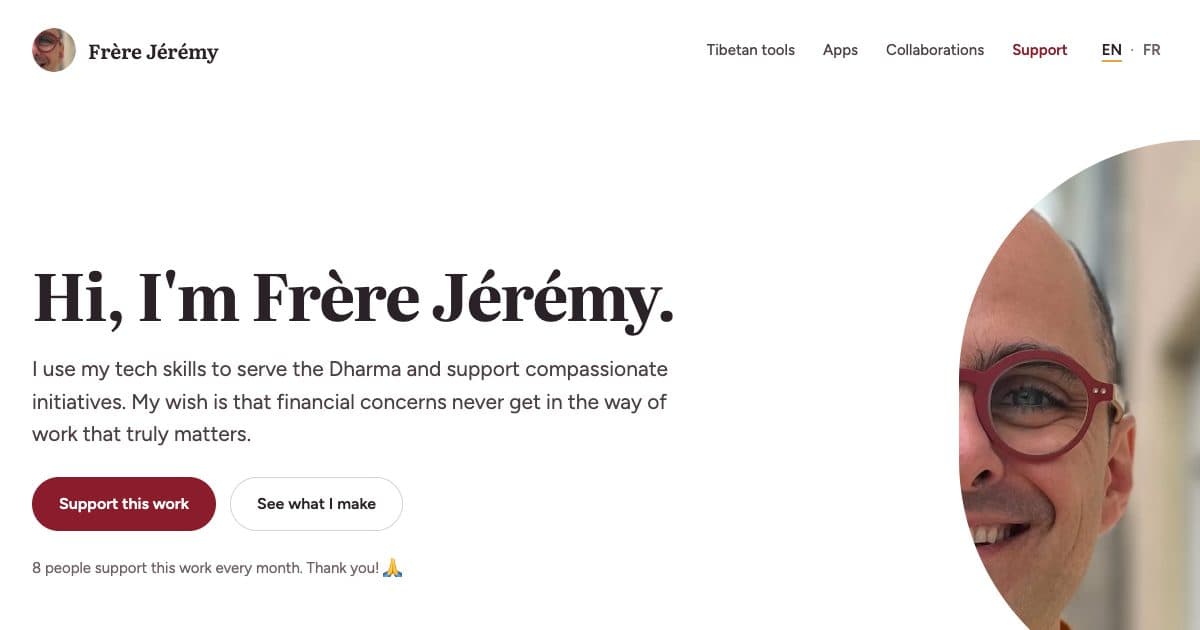 Frère Jérémy
Tibetan tools
Apps
Collaborations
Support
EN · FR
Hi, I'm Frère Jérémy.
I use my tech skills to serve the Dharma and support compassionate
initiatives. My wish is that financial concerns never get in the way of
work that truly matters.
Support this work
See what I make
8 people support this work every month. Thank you! 🙏